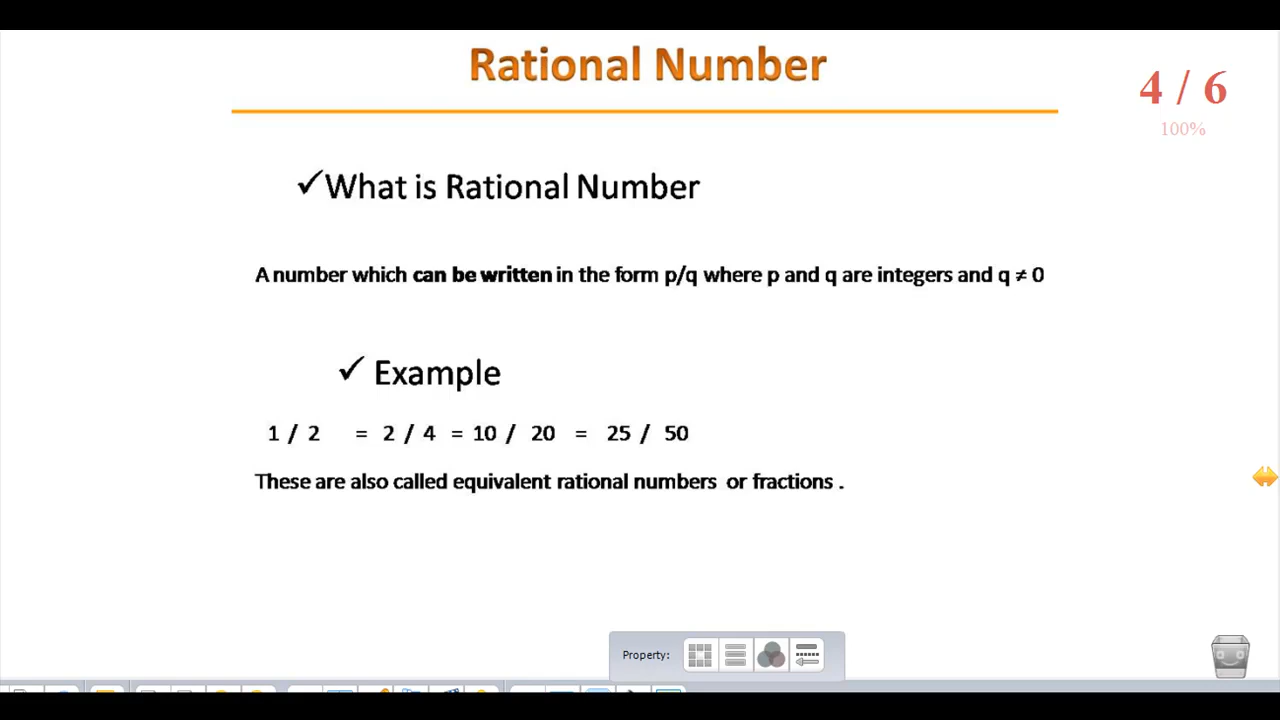 Rational Number
4 / 6
100%
✓What is Rational Number
A number which can be written in the form p/q where p and q are integers and q ≠ 0
✓ Example
1 / 2 = 2 / 4 = 10 / 20 = 25 / 50
These are also called equivalent rational numbers or fractions .
Property: